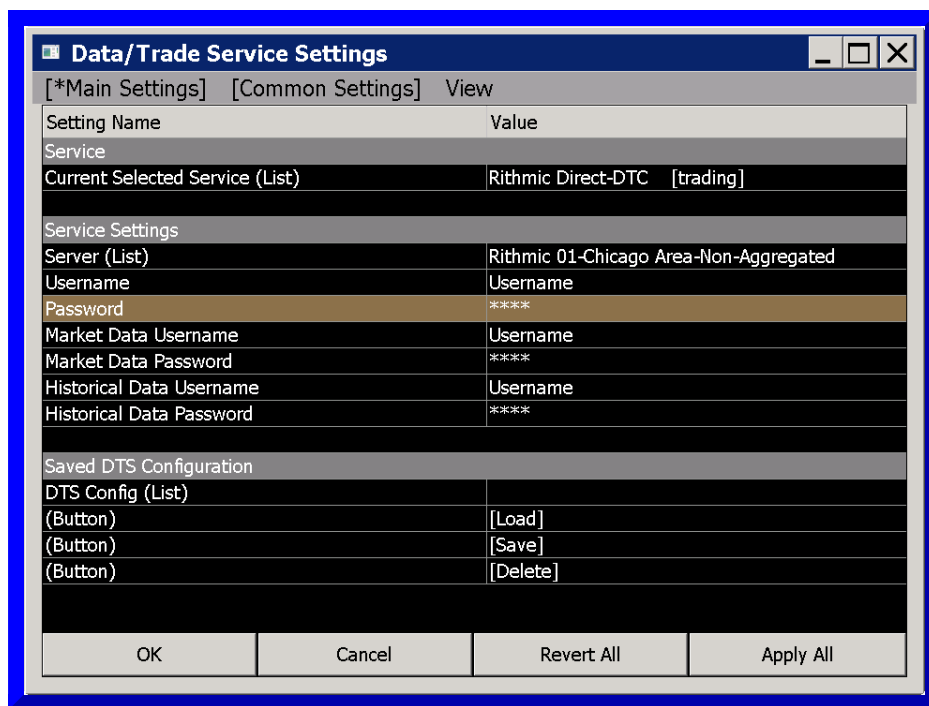 Data/Trade Service Settings
[*Main Settings] [Common Settings] View
Setting Name Value
Service
Current Selected Service (List) Rithmic Direct-DTC [trading]
Service Settings
Server (List) Rithmic 01-Chicago Area-Non-Aggregated
Username Username
Password ****
Market Data Username Username
Market Data Password ****
Historical Data Username Username
Historical Data Password ****
Saved DTS Configuration
DTS Config (List)
(Button) [Load]
(Button) [Save]
(Button) [Delete]
OK Cancel Revert All Apply All